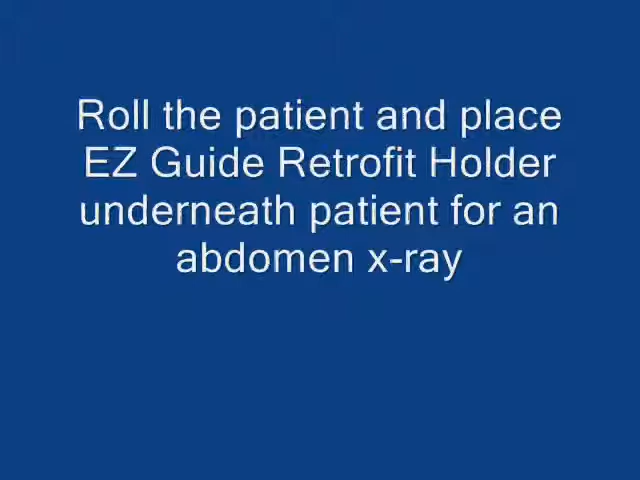 Roll the patient and place
EZ Guide Retrofit Holder
underneath patient for an
abdomen x-ray